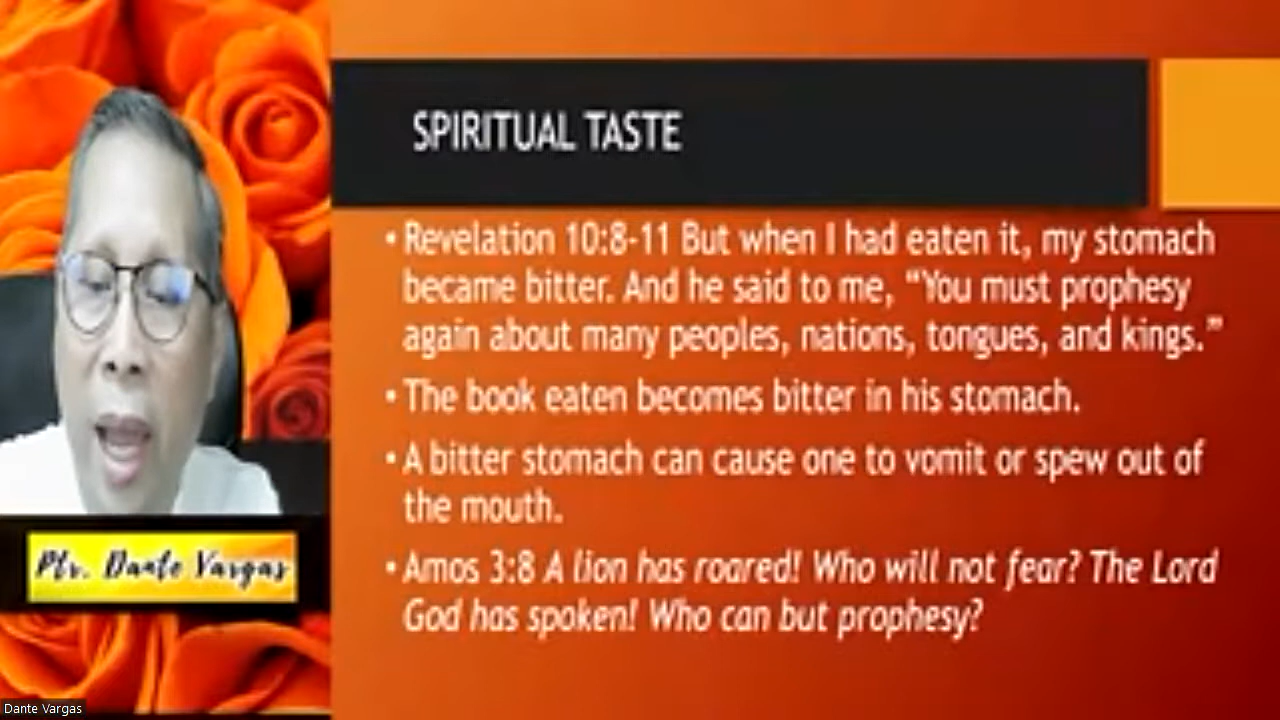 SPIRITUAL TASTE
• Revelation 10:8-11 But when I had eaten it, my stomach
became bitter. And he said to me, “You must prophesy
again about many peoples, nations, tongues, and kings.”
• The book eaten becomes bitter in his stomach.
• A bitter stomach can cause one to vomit or spew out of
the mouth.
• Amos 3:8 A lion has roared! Who will not fear? The Lord
God has spoken! Who can but prophesy?
Ptr. Dante Vargas
Dante Vargas